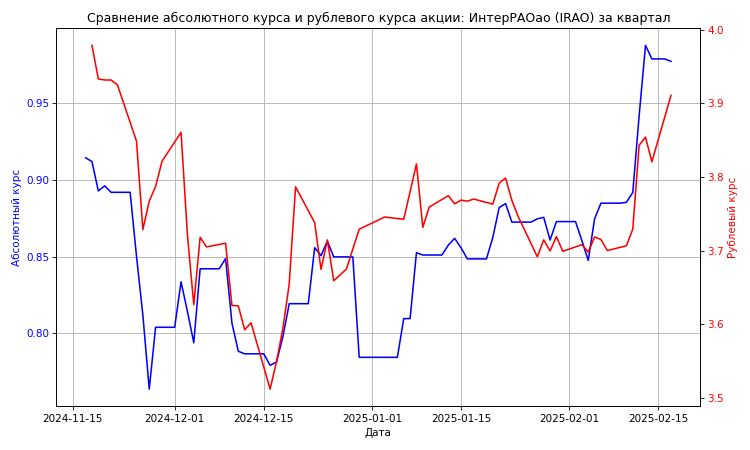 Сравнение абсолютного курса и рублевого курса акции: ИнтерРАОао (IRAO) за квартал
4.0
0.95
3.9
0.90
3.8
Абсолютный курс
Рублевый курс
0.85
3.7
0.80
3.6
3.5
2024-11-15 2024-12-01 2024-12-15 2025-01-01 2025-01-15 2025-02-01 2025-02-15
Дата